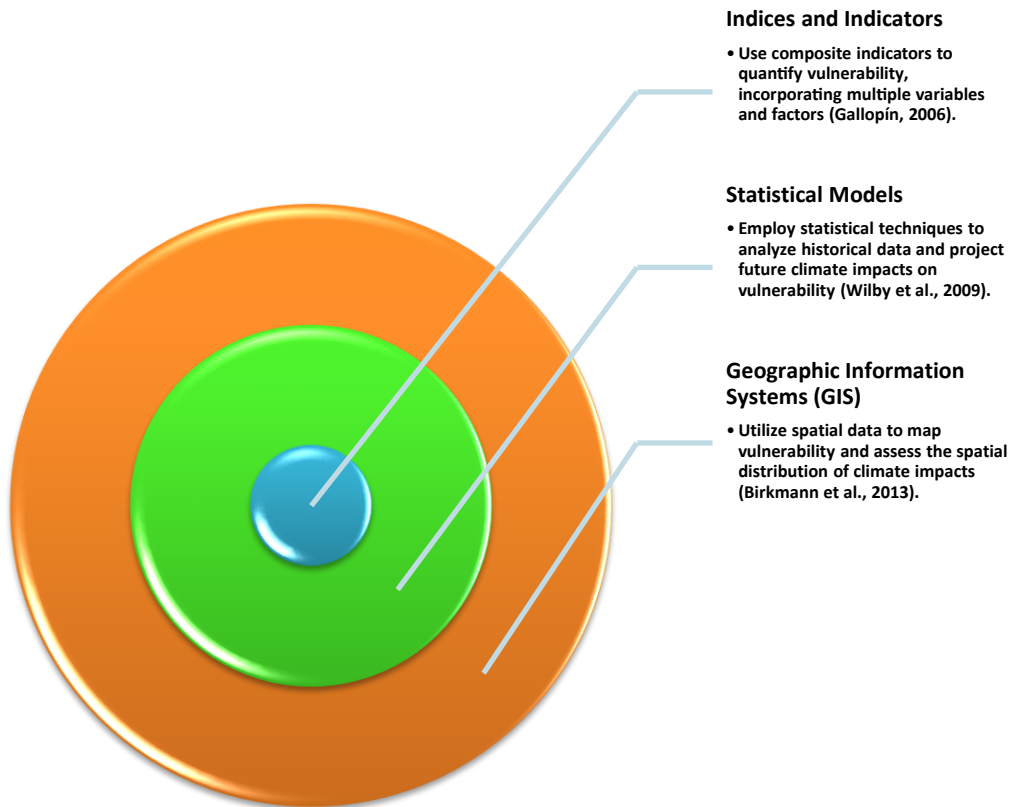 Indices and Indicators
• Use composite indicators to
quantify vulnerability,
incorporating multiple variables
and factors (Gallopín, 2006).
Statistical Models
• Employ statistical techniques to
analyze historical data and project
future climate impacts on
vulnerability (Wilby et al., 2009).
Geographic Information
Systems (GIS)
• Utilize spatial data to map
vulnerability and assess the spatial
distribution of climate impacts
(Birkmann et al., 2013).